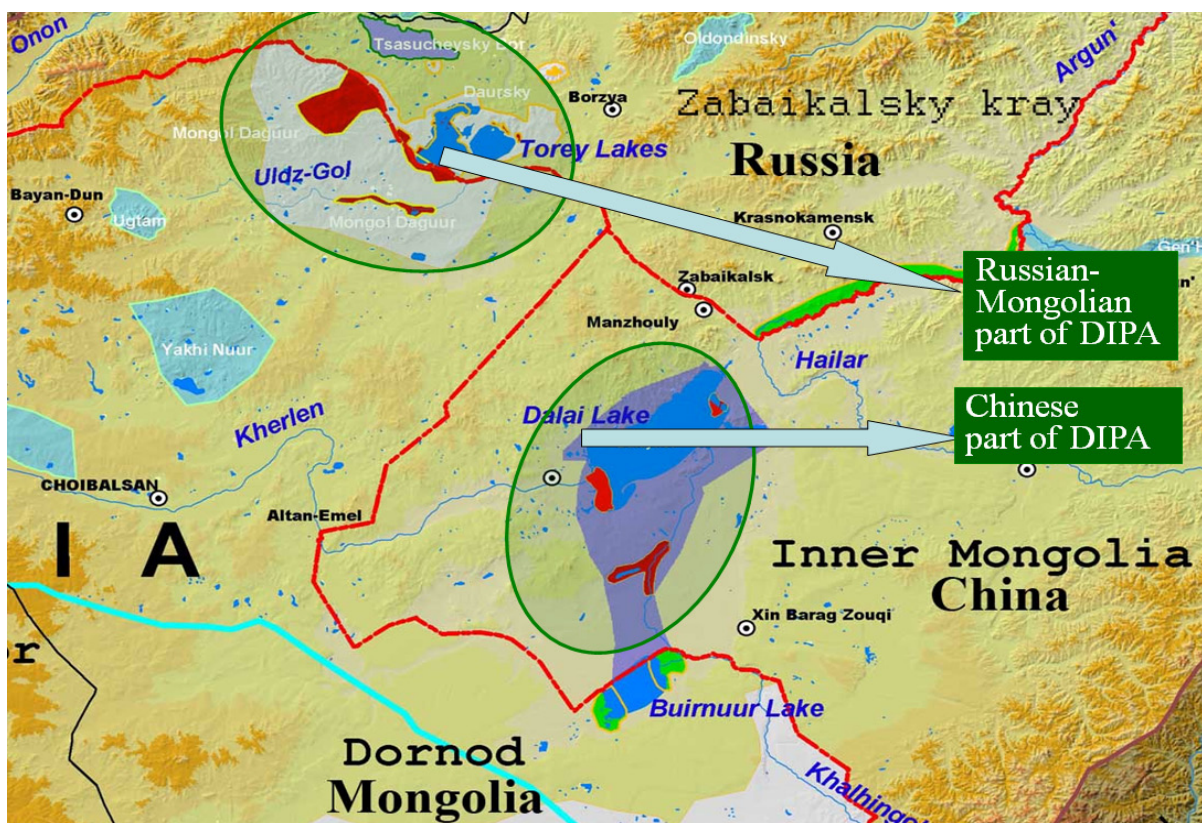 Onon
Tsasucheysky Bor
Oldondinsky
Argun'
Daursky
Borzya
Zabaikalsky kray
Mongol Daguur
Torey Lakes
Russia
Uldz-Gol
Bayan-Dun
Ugtam
Mongol Daguur
Krasnokamensk
Zabaikalsk
Manzhouly
Russian-
Mongolian
part of DIPA
Yakhi Nuur
Hailar
Dalai Lake
Kherlen
Chinese
part of DIPA
CHOIBALSAN
Altan-Emel
I A
Inner Mongolia
China
Xin Barag Zouqi
Buirnuur Lake
Dornod
Mongolia